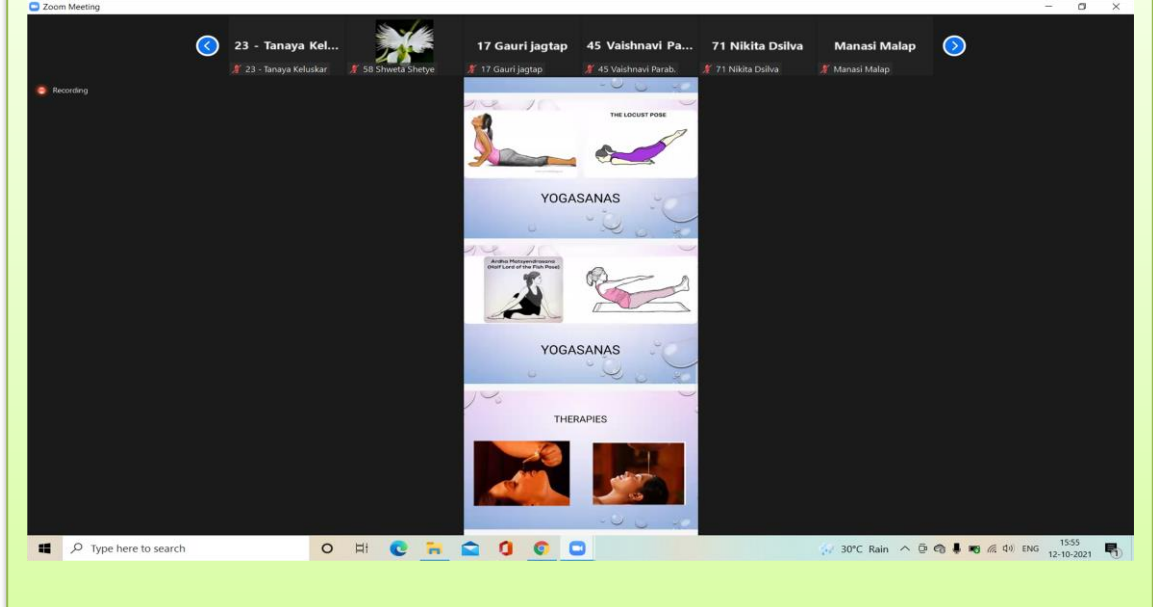 Zoom Meeting
23 - Tanaya Kel...
17 Gauri jagtap
45 Vaishnavi Pa...
71 Nikita Dsilva
Manasi Malap
23 - Tanaya Keluskar
58 Shweta Shetye
17 Gauri jagtap
45 Vaishnavi Parab.
71 Nikita Dsilva
Manasi Malap
Recording
THE LOCUST POSE
YOGASANAS
Ardha Matsyendrasana
(Half Lord of the Fish Pose)
YOGASANAS
THERAPIES
Type here to search
30°C Rain
ENG
15:55
12-10-2021